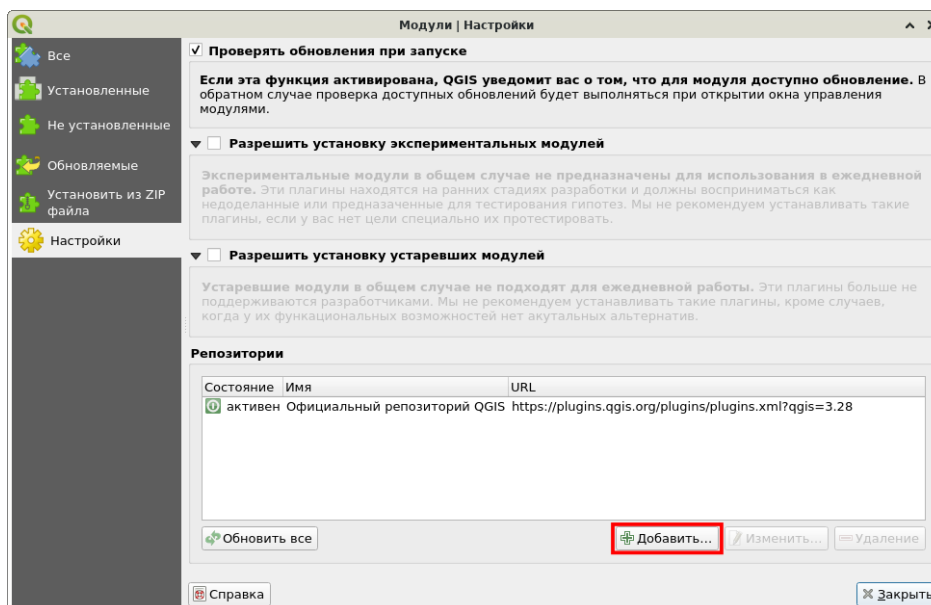 Модули | Настройки
Все
Установленные
Не установленные
Обновляемые
Установить из ZIP
файла
Настройки
Проверять обновления при запуске
Если эта функция активирована, QGIS уведомит вас о том, что для модуля доступно обновление. В
обратном случае проверка доступных обновлений будет выполняться при открытии окна управления
модулями.
Разрешить установку экспериментальных модулей
Экспериментальные модули в общем случае не предназначены для использования в ежедневной
работе. Эти плагины находятся на ранних стадиях разработки и должны восприниматься как
недоделанные или предназаченные для тестирования гипотез. Мы не рекомендуем устанавливать такие
плагины, если у вас нет цели специально их протестировать.
Разрешить установку устаревших модулей
Устаревшие модули в общем случае не подходят для ежедневной работы. Эти плагины больше не
поддерживаются разработчиками. Мы не рекомендуем устанавливать такие плагины, кроме случаев,
когда у их функациональных возможностей нет акутальных альтернатив.
Репозитории
Состояние Имя URL
активен Официальный репозиторий QGIS https://plugins.qgis.org/plugins/plugins.xml?qgis=3.28
Обновить все Добавить... Изменить... Удаление
Справка Закрыть